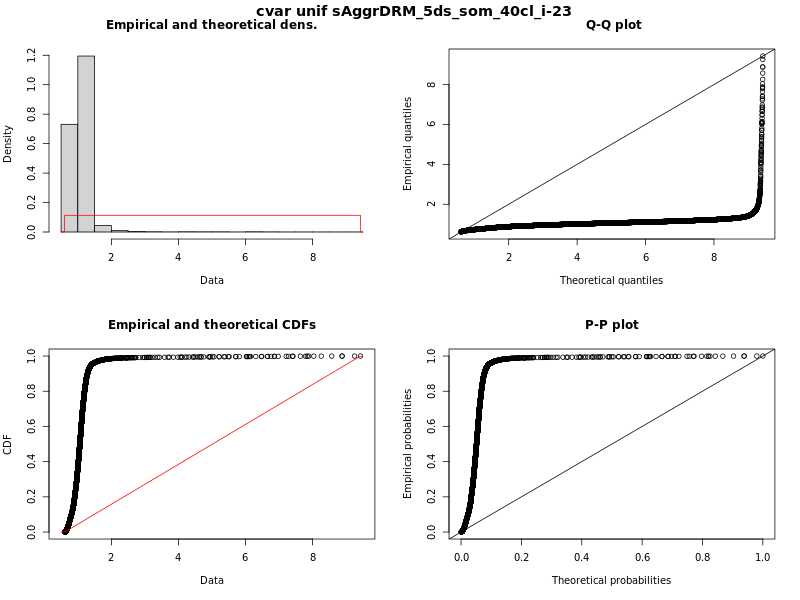 cvar unif sAggrDRM_5ds_som_40cl_i-23
Empirical and theoretical dens.
Density
0.0 0.2 0.4 0.6 0.8 1.0 1.2
2 4 6 8
Data
Q-Q plot
Empirical quantiles
2 4 6 8
2 4 6 8
Theoretical quantiles
Empirical and theoretical CDFs
CDF
0.0 0.2 0.4 0.6 0.8 1.0
2 4 6 8
Data
P-P plot
Empirical probabilities
0.0 0.2 0.4 0.6 0.8 1.0
0.0 0.2 0.4 0.6 0.8 1.0
Theoretical probabilities